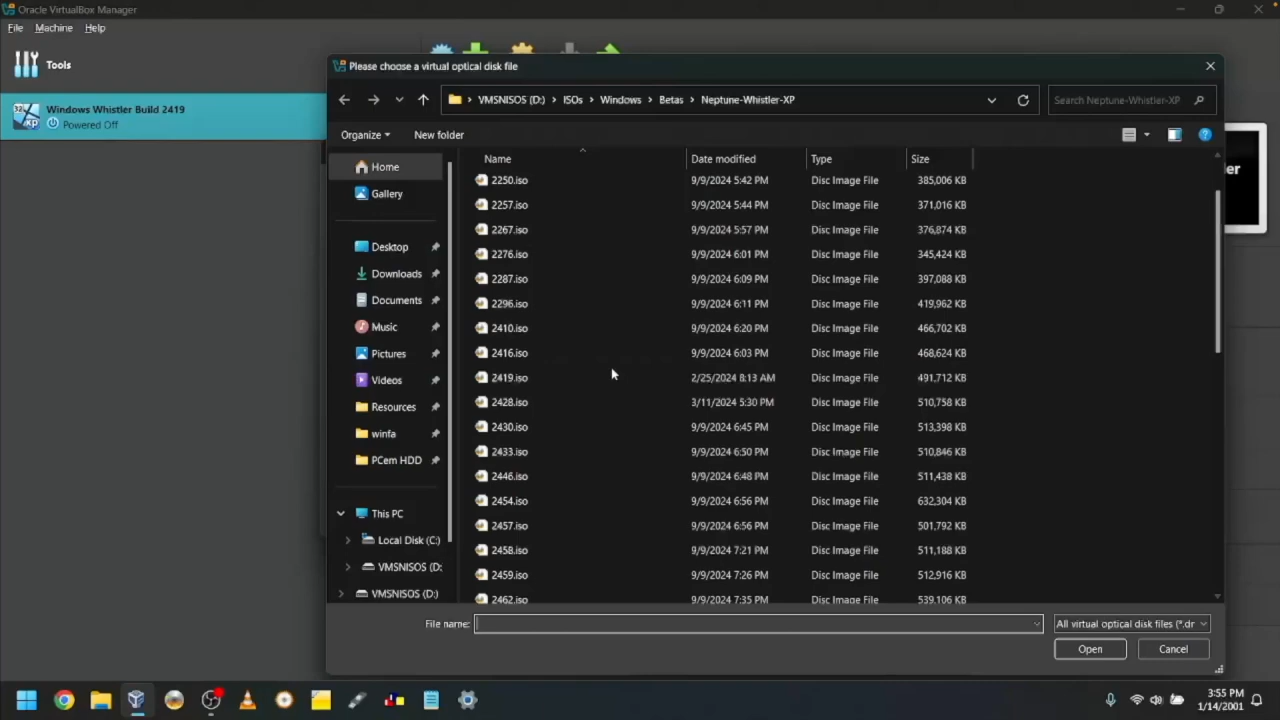 Oracle VirtualBox Manager
File Machine Help
Tools
Windows Whistler Build 2419
Powered Off
Please choose a virtual optical disk file
VMSNISOS (D:) › ISOs › Windows › Betas › Neptune-Whistler-XP
Search Neptune-Whistler-XP
Organize
New folder
Home
Gallery
Desktop
Downloads
Documents
Music
Pictures
Videos
Resources
winfa
PCem HDD
This PC
Local Disk (C:)
VMSNISOS (D:
VMSNISOS (D:)
Name Date modified Type Size
2250.iso 9/9/2024 5:42 PM Disc Image File 385,006 KB
2257.iso 9/9/2024 5:44 PM Disc Image File 371,016 KB
2267.iso 9/9/2024 5:57 PM Disc Image File 376,874 KB
2276.iso 9/9/2024 6:01 PM Disc Image File 345,424 KB
2287.iso 9/9/2024 6:09 PM Disc Image File 397,088 KB
2296.iso 9/9/2024 6:11 PM Disc Image File 419,962 KB
2410.iso 9/9/2024 6:20 PM Disc Image File 466,702 KB
2416.iso 9/9/2024 6:03 PM Disc Image File 468,624 KB
2419.iso 2/25/2024 8:13 AM Disc Image File 491,712 KB
2428.iso 3/11/2024 5:30 PM Disc Image File 510,758 KB
2430.iso 9/9/2024 6:45 PM Disc Image File 513,398 KB
2433.iso 9/9/2024 6:50 PM Disc Image File 510,846 KB
2446.iso 9/9/2024 6:48 PM Disc Image File 511,438 KB
2454.iso 9/9/2024 6:56 PM Disc Image File 632,304 KB
2457.iso 9/9/2024 6:56 PM Disc Image File 501,792 KB
2458.iso 9/9/2024 7:21 PM Disc Image File 511,188 KB
2459.iso 9/9/2024 7:26 PM Disc Image File 512,916 KB
2462.iso 9/9/2024 7:35 PM Disc Image File 539,106 KB
er
File name:
All virtual optical disk files (*.dr
Open
Cancel
3:55 PM
1/14/2001